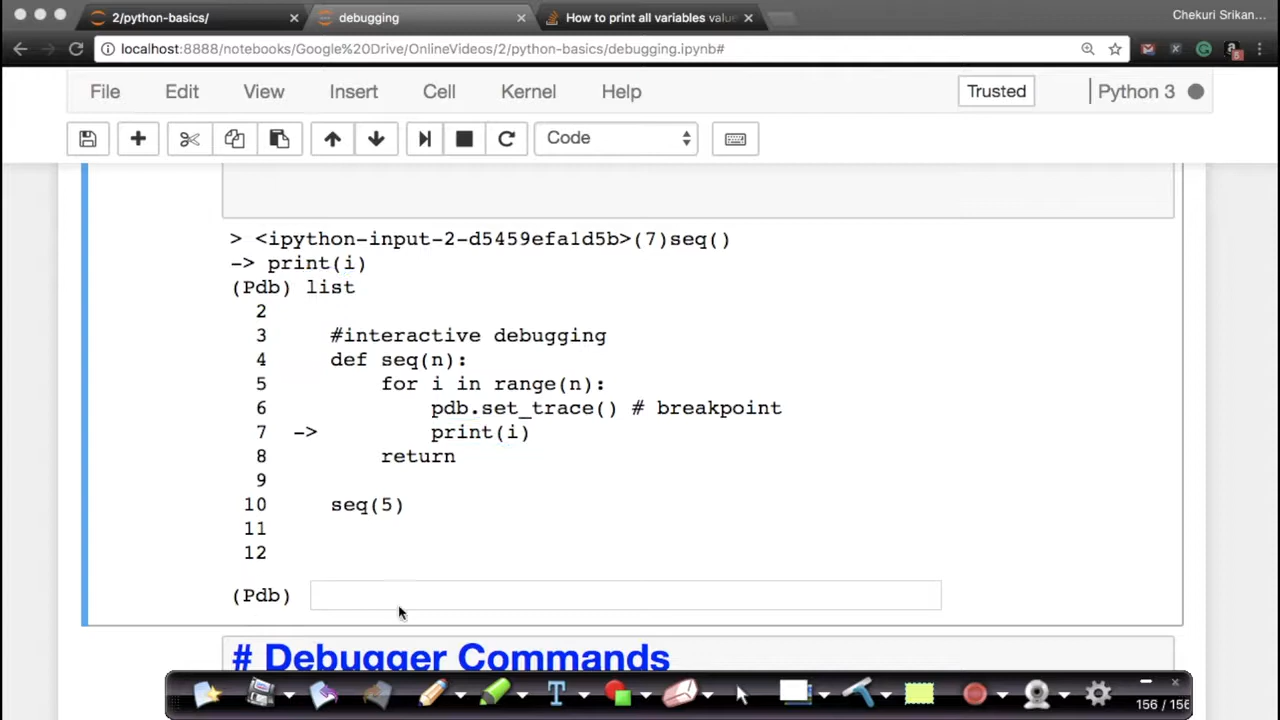 2/python-basics/
debugging
How to print all variables value
Chekuri Srikan...
localhost:8888/notebooks/Google%20Drive/OnlineVideos/2/python-basics/debugging.ipynb#
File Edit View Insert Cell Kernel Help
Trusted
Python 3
Code
> <ipython-input-2-d5459efa1d5b>(7)seq()
-> print(i)
(Pdb) list
2
3 #interactive debugging
4 def seq(n):
5 for i in range(n):
6 pdb.set_trace() # breakpoint
7 -> print(i)
8 return
9
10 seq(5)
11
12
(Pdb)
# Debugger Commands
T
156 / 156